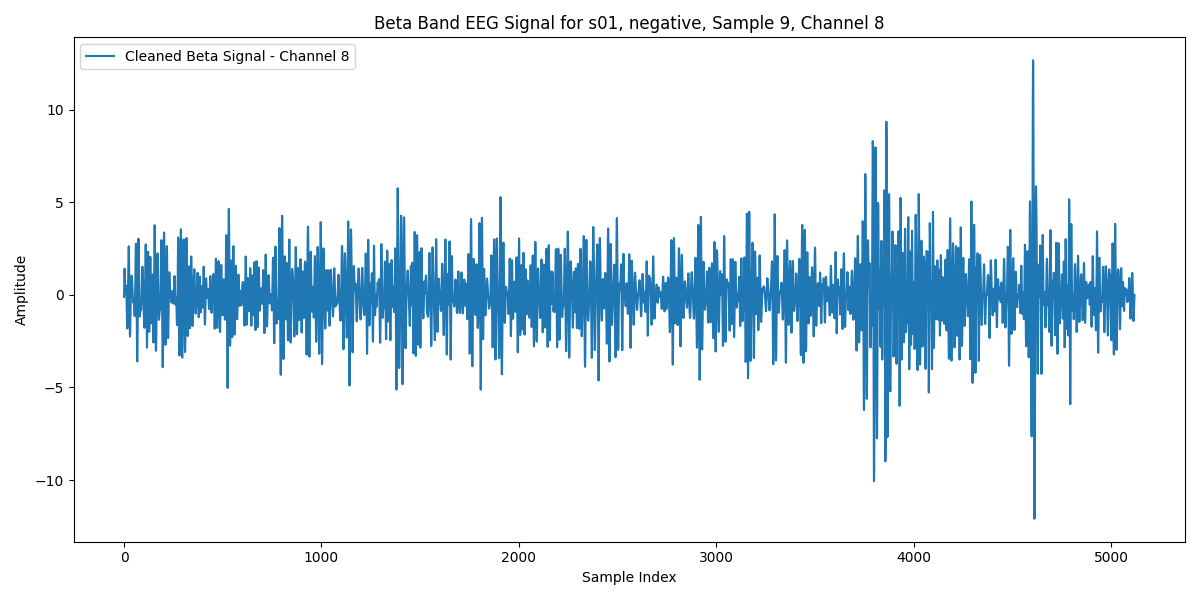 Beta Band EEG Signal for s01, negative, Sample 9, Channel 8
Cleaned Beta Signal - Channel 8
Amplitude
10
5
0
−5
−10
0 1000 2000 3000 4000 5000
Sample Index